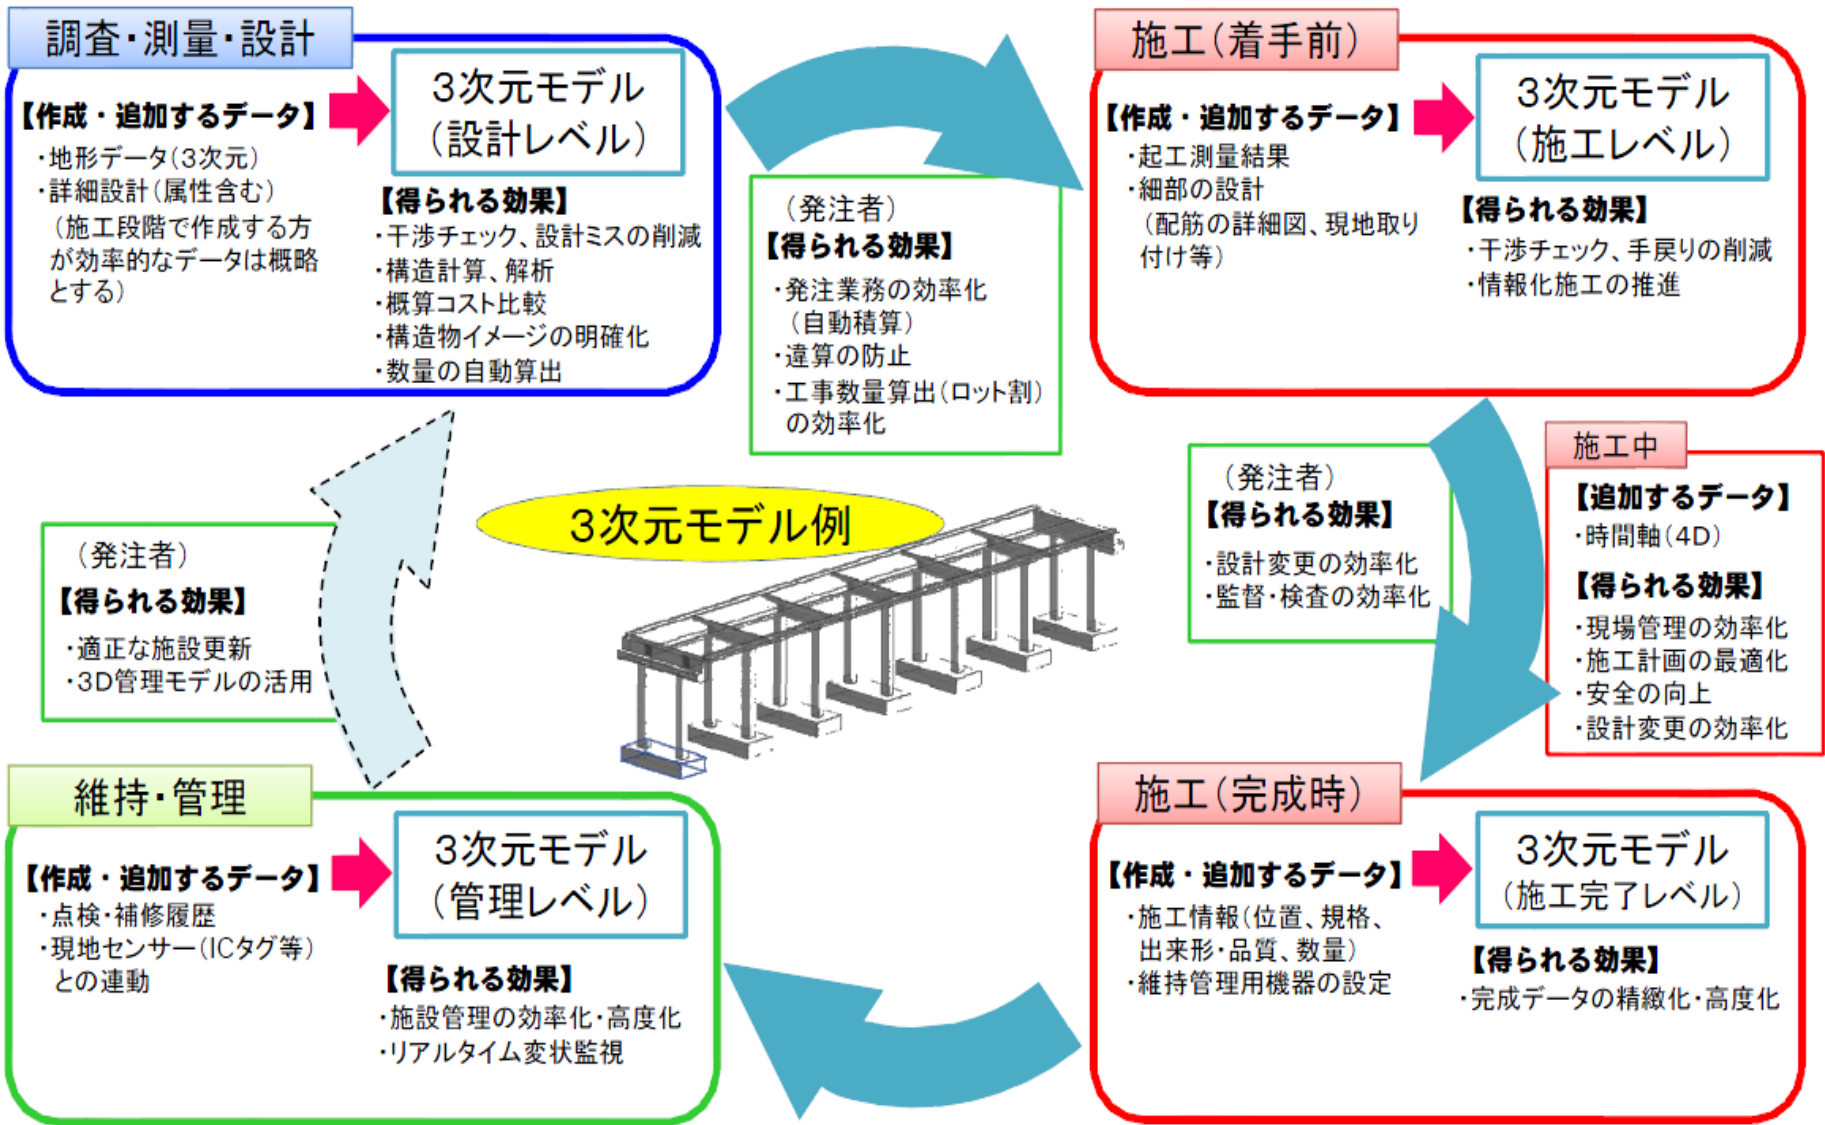 調査・測量・設計
【作成・追加するデータ】
・地形データ(3次元)
・詳細設計(属性含む)
(施工段階で作成する方
が効率的なデータは概略
とする)
3次元モデル
(設計レベル)
【得られる効果】
・干渉チェック、設計ミスの削減
・構造計算、解析
・概算コスト比較
・構造物イメージの明確化
・数量の自動算出
(発注者)
【得られる効果】
・発注業務の効率化
(自動積算)
・違算の防止
・工事数量算出(ロット割)
の効率化
施工(着手前)
【作成・追加するデータ】
・起工測量結果
・細部の設計
(配筋の詳細図、現地取り
付け等)
3次元モデル
(施工レベル)
【得られる効果】
・干渉チェック、手戻りの削減
・情報化施工の推進
(発注者)
【得られる効果】
・設計変更の効率化
・監督・検査の効率化
施工中
【追加するデータ】
・時間軸(4D)
【得られる効果】
・現場管理の効率化
・施工計画の最適化
・安全の向上
・設計変更の効率化
3次元モデル例
(発注者)
【得られる効果】
・適正な施設更新
・3D管理モデルの活用
維持・管理
【作成・追加するデータ】
・点検・補修履歴
・現地センサー(ICタグ等)
との連動
3次元モデル
(管理レベル)
【得られる効果】
・施設管理の効率化・高度化
・リアルタイム変状監視
施工(完成時)
【作成・追加するデータ】
・施工情報(位置、規格、
出来形・品質、数量)
・維持管理用機器の設定
3次元モデル
(施工完了レベル)
【得られる効果】
・完成データの精緻化・高度化